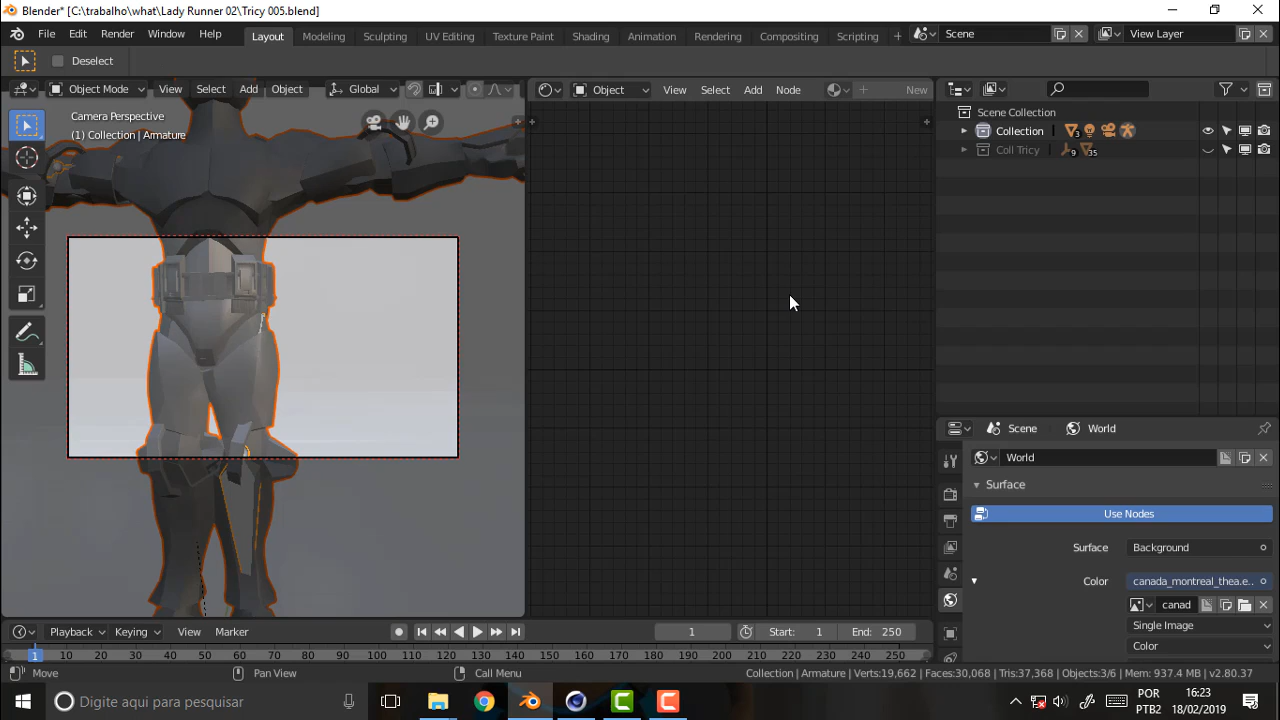 Blender* [C:\trabalho\what\Lady Runner 02\Tricy 005.blend]
File Edit Render Window Help Layout Modeling Sculpting UV Editing Texture Paint Shading Animation Rendering Compositing Scripting + Scene View Layer
Deselect
Object Mode View Select Add Object Global Object View Select Add Node New
Camera Perspective
(1) Collection | Armature
Scene Collection
Collection 3
Coll Tricy 9 35
Scene World
World
Surface
Use Nodes
Surface Background
Color canada_montreal_thea.e..
canad
Single Image
Color
Playback Keying View Marker 1 Start: 1 End: 250
1 10 20 30 40 50 60 70 80 90 100 110 120 130 140 150 160 170 180 190 200 210 220 230 240 250
Move Pan View Call Menu Collection | Armature | Verts:19,662 | Faces:30,068 | Tris:37,368 | Objects:3/6 | Mem: 937.4 MB | v2.80.37
Digite aqui para pesquisar POR 16:23
PTB2 18/02/2019